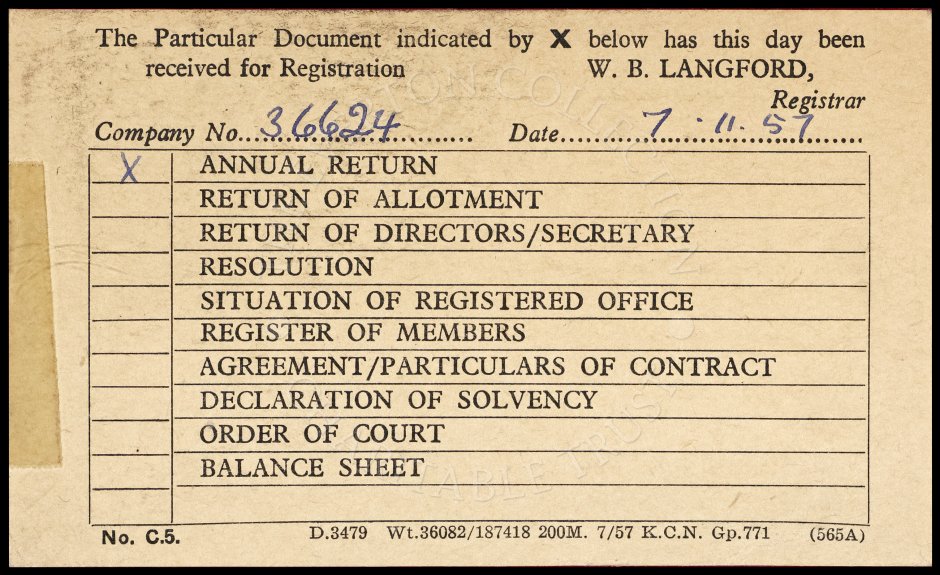 The Particular Document indicated by X below has this day been
received for Registration W. B. LANGFORD,
Registrar
Company No. 36624 Date 7.11.57
X ANNUAL RETURN
RETURN OF ALLOTMENT
RETURN OF DIRECTORS/SECRETARY
RESOLUTION
SITUATION OF REGISTERED OFFICE
REGISTER OF MEMBERS
AGREEMENT/PARTICULARS OF CONTRACT
DECLARATION OF SOLVENCY
ORDER OF COURT
BALANCE SHEET
No. C.5. D.3479 Wt.36082/187418 200M. 7/57 K.C.N. Gp.771 (565A)